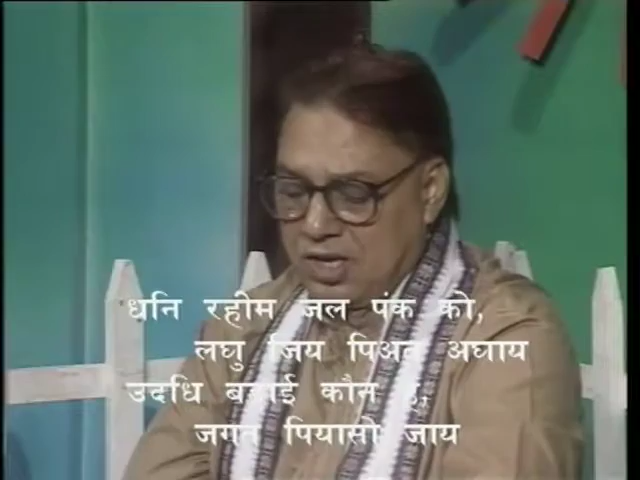 धनि रहीम जल पंक को,
लघु जिय पिअत अघाय
उदधि बड़ाई कौन है,
जगत पियासो जाय